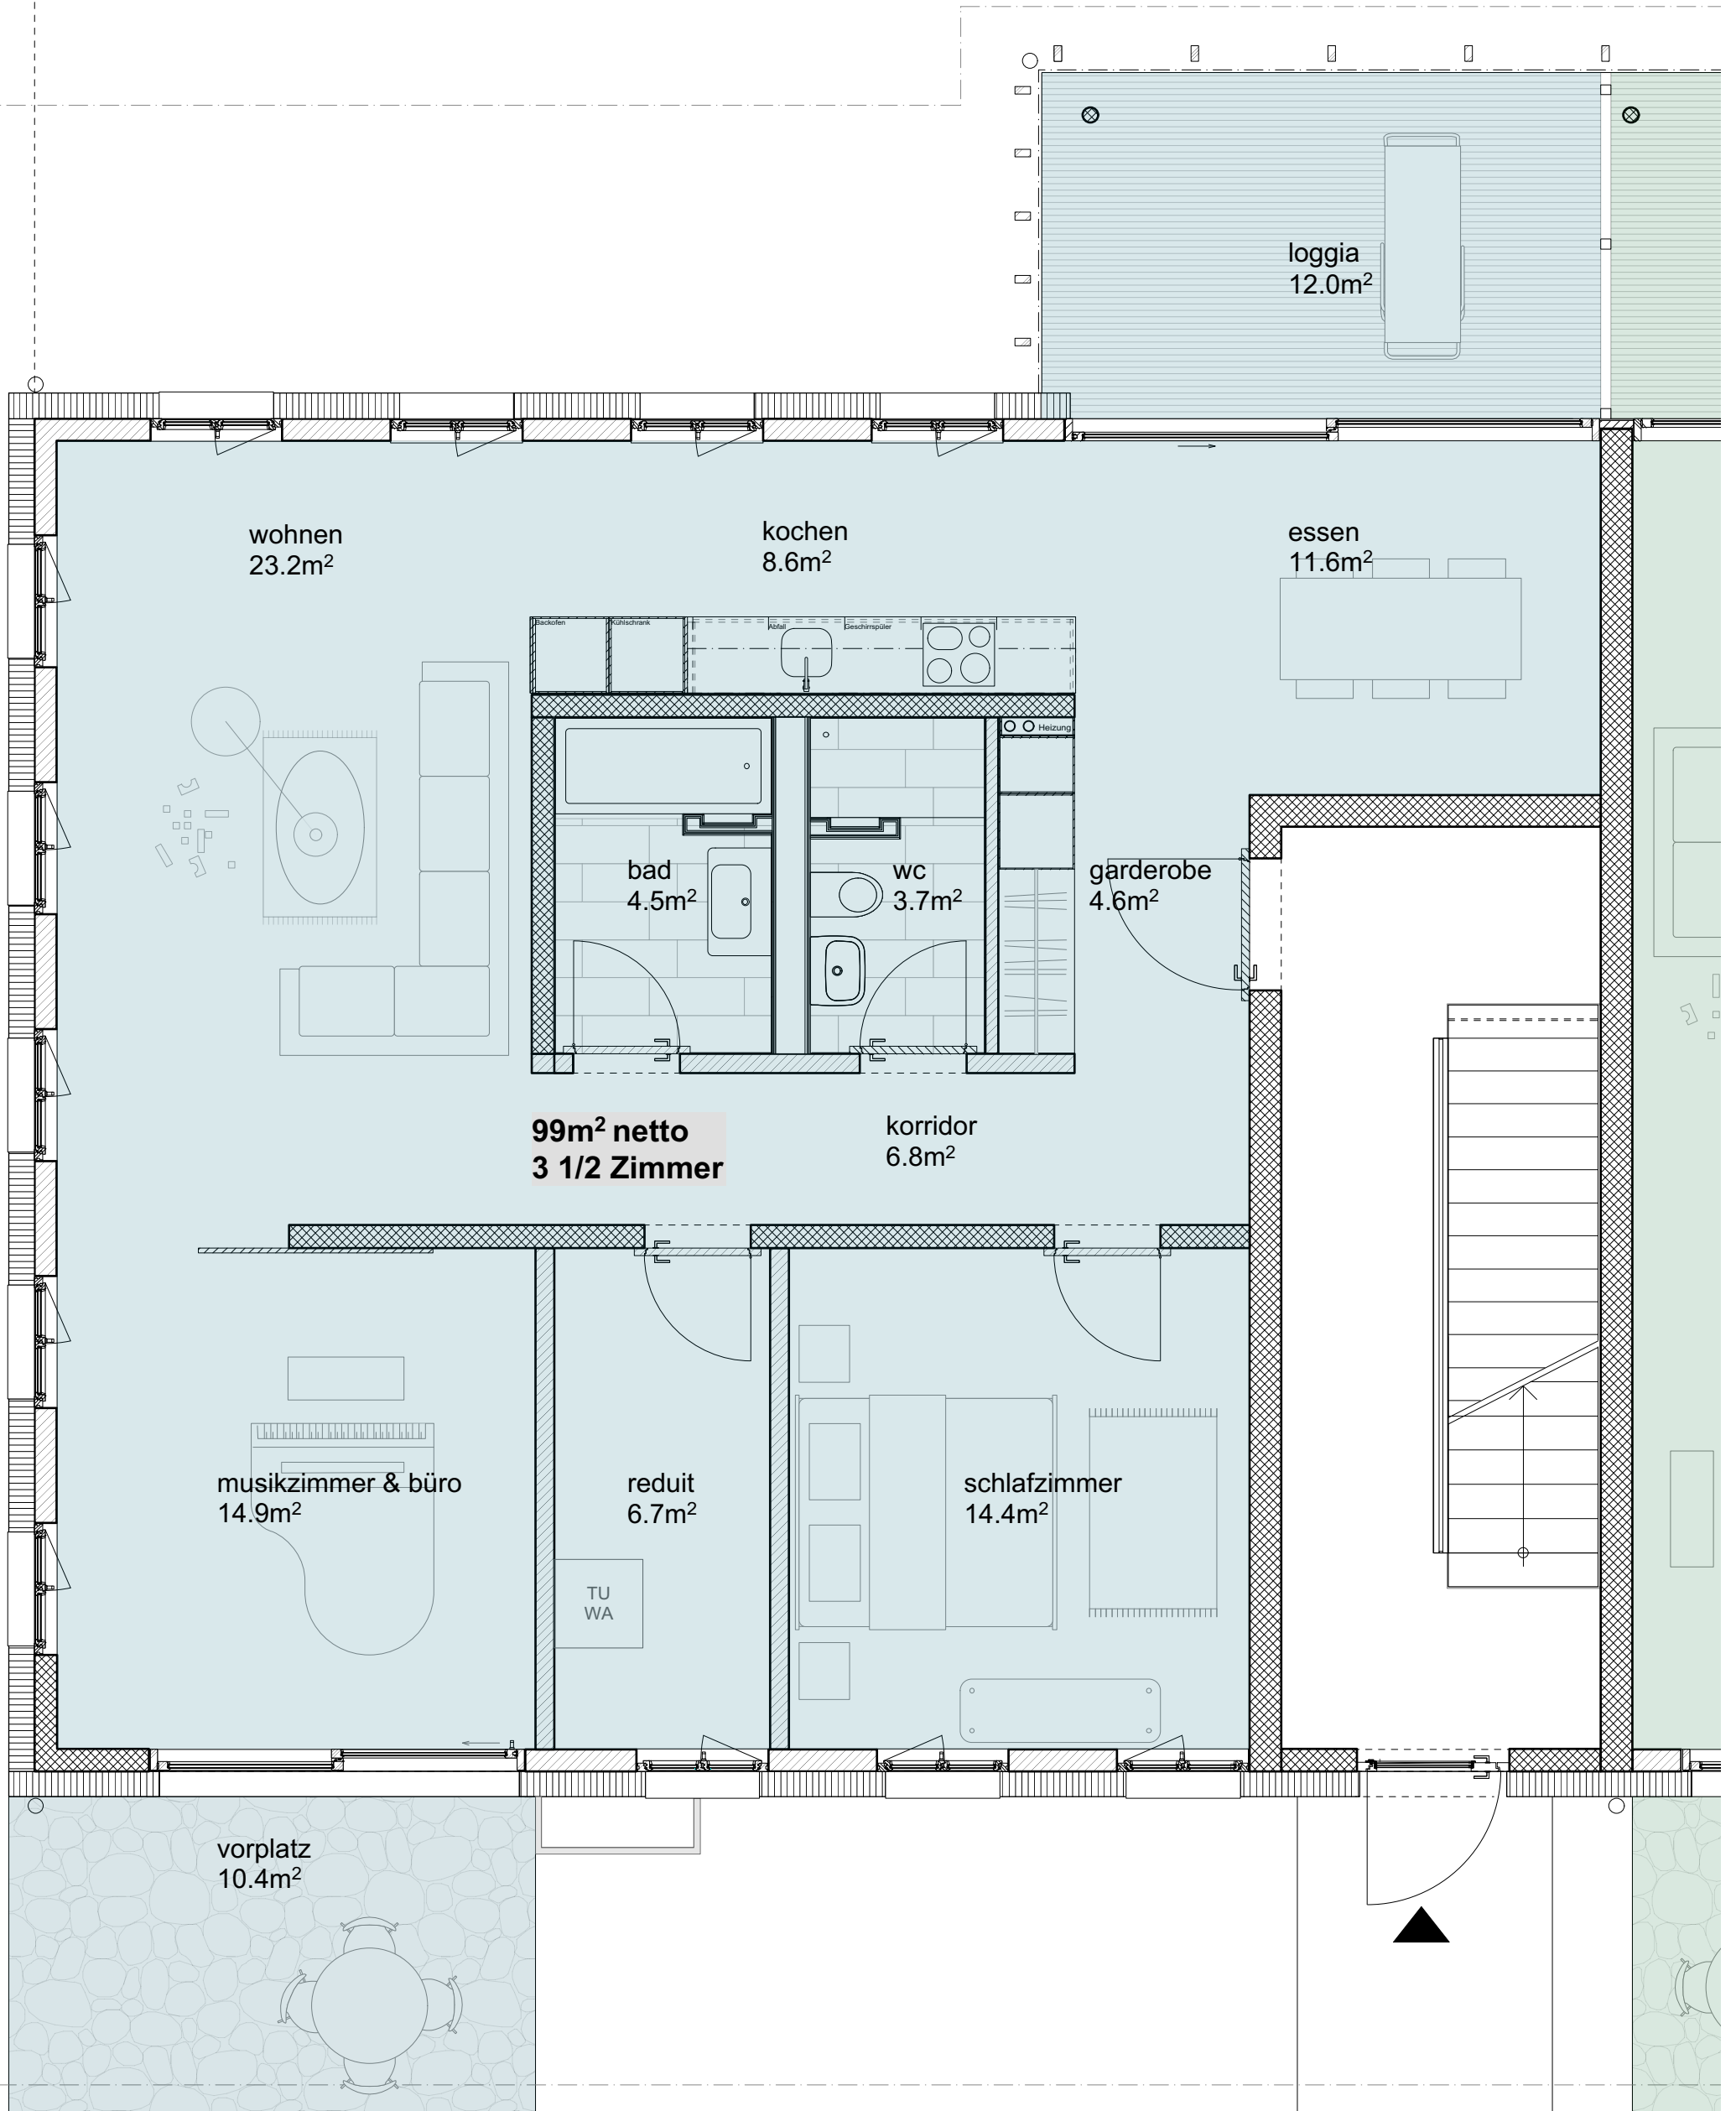 loggia
12.0m²
wohnen
23.2m²
kochen
8.6m²
essen
11.6m²
Backofen
Kühlschrank
Abfall
Geschirrspüler
Heizung
bad
4.5m²
wc
3.7m²
garderobe
4.6m²
99m² netto
3 1/2 Zimmer
korridor
6.8m²
musikzimmer & büro
14.9m²
reduit
6.7m²
schlafzimmer
14.4m²
TU
WA
vorplatz
10.4m²